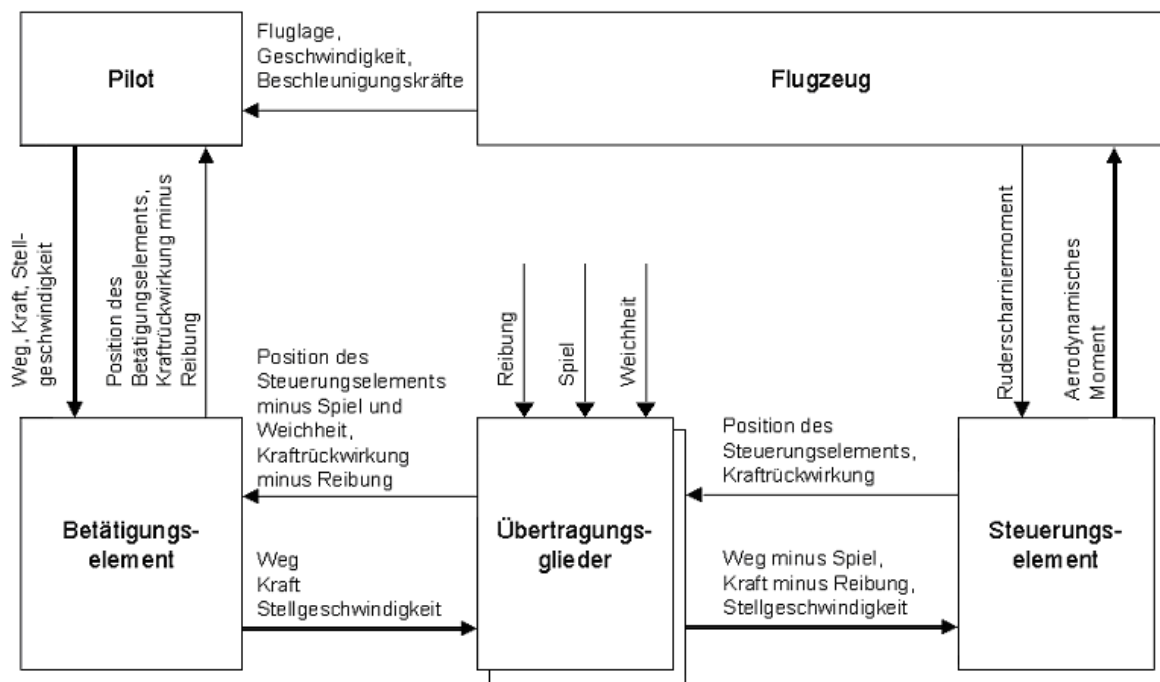 Pilot
Fluglage,
Geschwindigkeit,
Beschleunigungskräfte
Flugzeug
Weg, Kraft, Stell-
geschwindigkeit
Position des
Betätigungselements,
Kraftrückwirkung minus
Reibung
Reibung
Spiel
Weichheit
Ruderscharniermoment
Aerodynamisches
Moment
Position des
Steuerungselements
minus Spiel und
Weichheit,
Kraftrückwirkung
minus Reibung
Position des
Steuerungselements,
Kraftrückwirkung
Betätigungs-
element
Weg
Kraft
Stellgeschwindigkeit
Übertragungs-
glieder
Weg minus Spiel,
Kraft minus Reibung,
Stellgeschwindigkeit
Steuerungs-
element